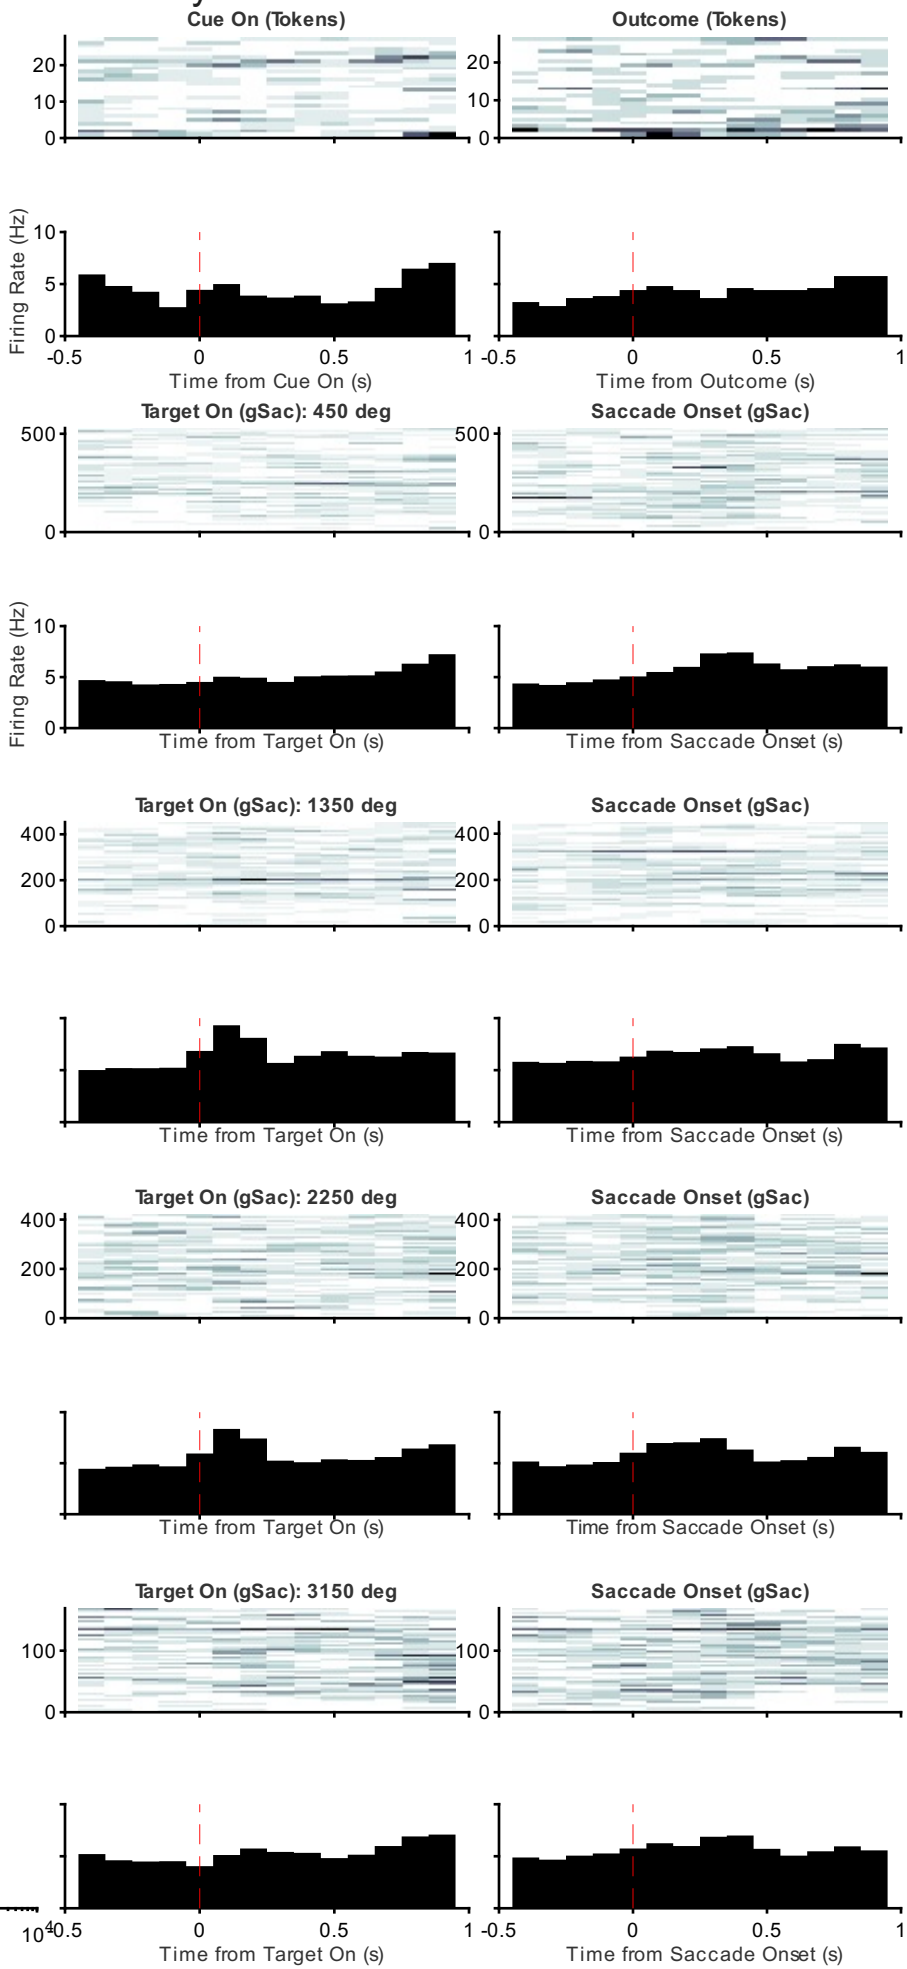 Cue On (Tokens) Outcome (Tokens)
20 20
10 10
0 0
Firing Rate (Hz)
10
5
0
-0.5 0 0.5 1 -0.5 0 0.5 1
Time from Cue On (s) Time from Outcome (s)
Target On (gSac): 450 deg Saccade Onset (gSac)
500 500
0 0
Firing Rate (Hz)
10
5
0
Time from Target On (s) Time from Saccade Onset (s)
Target On (gSac): 1350 deg Saccade Onset (gSac)
400 400
200 200
0 0
Time from Target On (s) Time from Saccade Onset (s)
Target On (gSac): 2250 deg Saccade Onset (gSac)
400 400
200 200
0 0
Time from Target On (s) Time from Saccade Onset (s)
Target On (gSac): 3150 deg Saccade Onset (gSac)
100 100
0 0
10⁴ -0.5 0 0.5 1 -0.5 0 0.5 1
Time from Target On (s) Time from Saccade Onset (s)